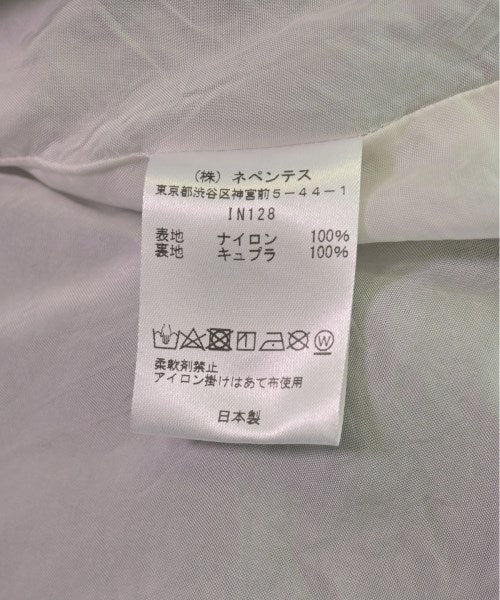 （株）ネペンテス
東京都渋谷区神宮前５－４４－１
IN128
表地 ナイロン 100%
裏地 キュプラ 100%
柔軟剤禁止
アイロン掛けはあて布使用
日本製